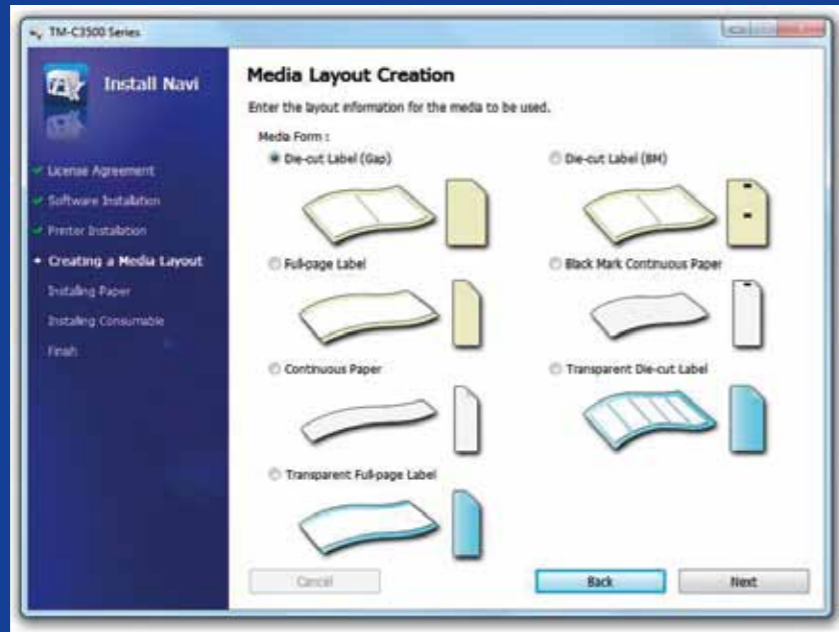 TM-C3500 Series
Install Navi
License Agreement
Software Installation
Printer Installation
Creating a Media Layout
Installing Paper
Installing Consumable
Finish
Media Layout Creation
Enter the layout information for the media to be used.
Media Form :
Die-cut Label (Gap)
Die-cut Label (BM)
Full-page Label
Black Mark Continuous Paper
Continuous Paper
Transparent Die-cut Label
Transparent Full-page Label
Cancel
Back
Next